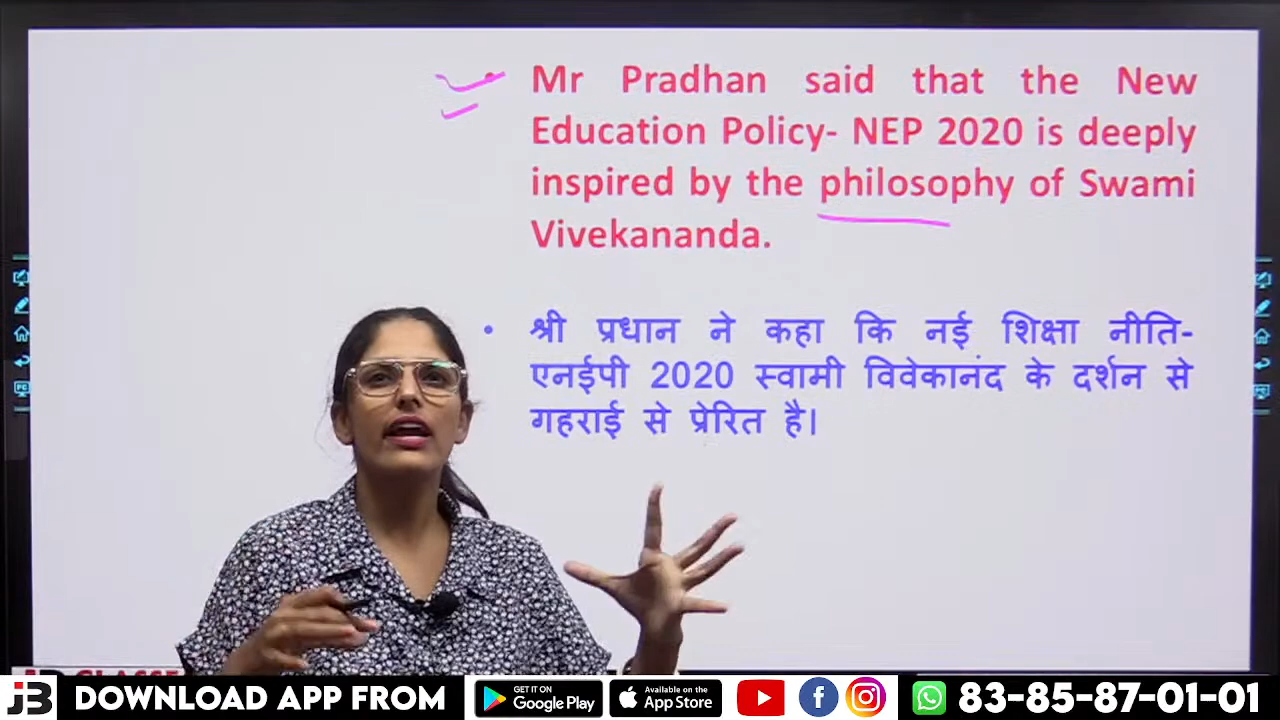 Mr Pradhan said that the New
Education Policy- NEP 2020 is deeply
inspired by the philosophy of Swami
Vivekananda.
• श्री प्रधान ने कहा कि नई शिक्षा नीति-
एनईपी 2020 स्वामी विवेकानंद के दर्शन से
गहराई से प्रेरित है।
JB DOWNLOAD APP FROM GET IT ON Google Play Available on the App Store 83-85-87-01-01